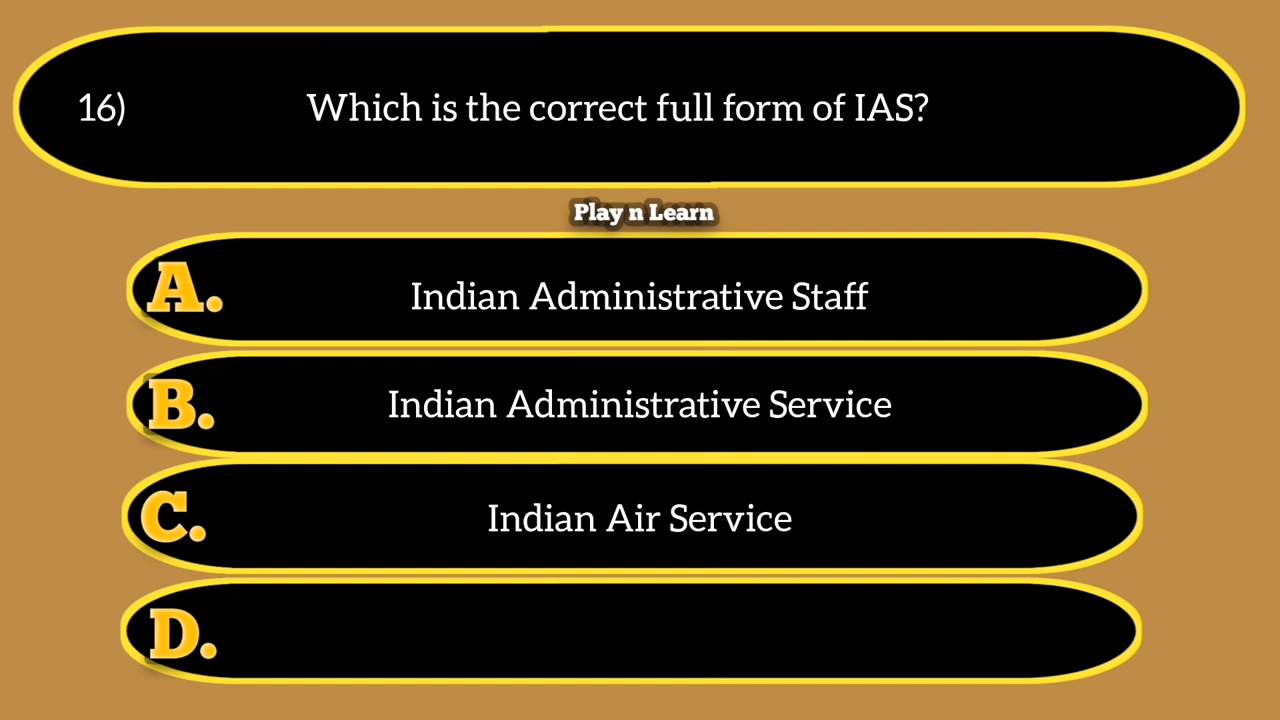 16) Which is the correct full form of IAS?
Play n Learn
A. Indian Administrative Staff
B. Indian Administrative Service
C. Indian Air Service
D.